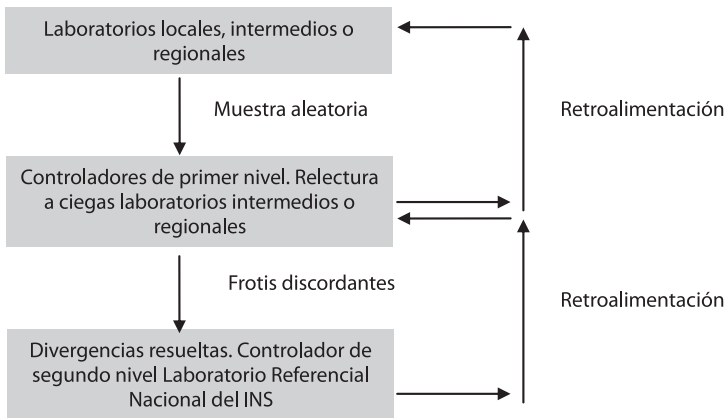 Laboratorios locales, intermedios o
regionales
Muestra aleatoria
Retroalimentación
Controladores de primer nivel. Relectura
a ciegas laboratorios intermedios o
regionales
Frotis discordantes
Retroalimentación
Divergencias resueltas. Controlador de
segundo nivel Laboratorio Referencial
Nacional del INS